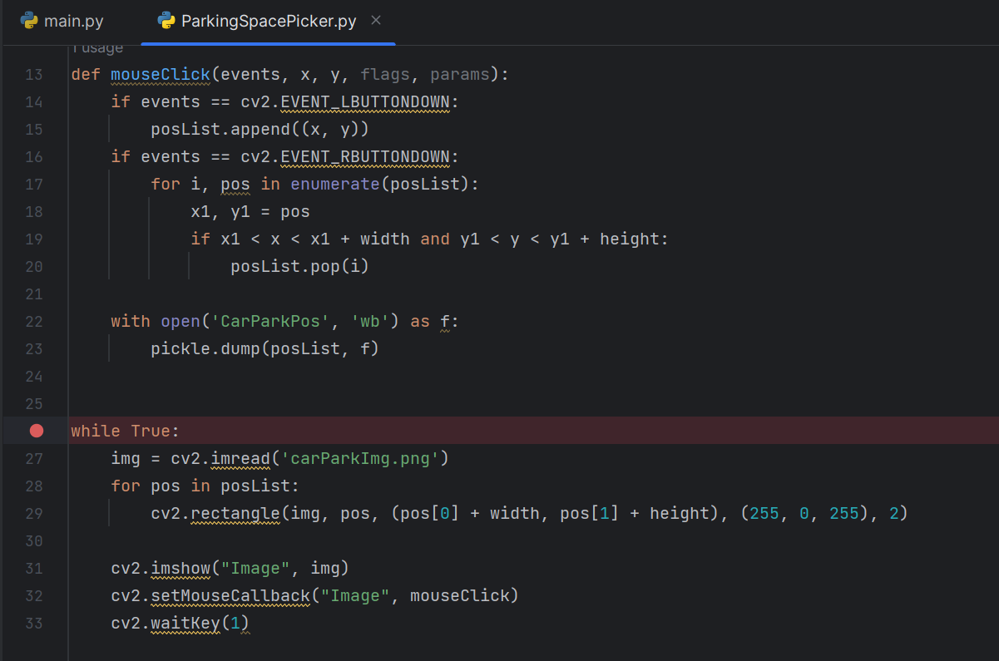 main.py ParkingSpacePicker.py
1 usage
13 def mouseClick(events, x, y, flags, params):
14     if events == cv2.EVENT_LBUTTONDOWN:
15         posList.append((x, y))
16     if events == cv2.EVENT_RBUTTONDOWN:
17         for i, pos in enumerate(posList):
18             x1, y1 = pos
19             if x1 < x < x1 + width and y1 < y < y1 + height:
20                 posList.pop(i)
21
22     with open('CarParkPos', 'wb') as f:
23         pickle.dump(posList, f)
24
25
while True:
27     img = cv2.imread('carParkImg.png')
28     for pos in posList:
29         cv2.rectangle(img, pos, (pos[0] + width, pos[1] + height), (255, 0, 255), 2)
30
31     cv2.imshow("Image", img)
32     cv2.setMouseCallback("Image", mouseClick)
33     cv2.waitKey(1)